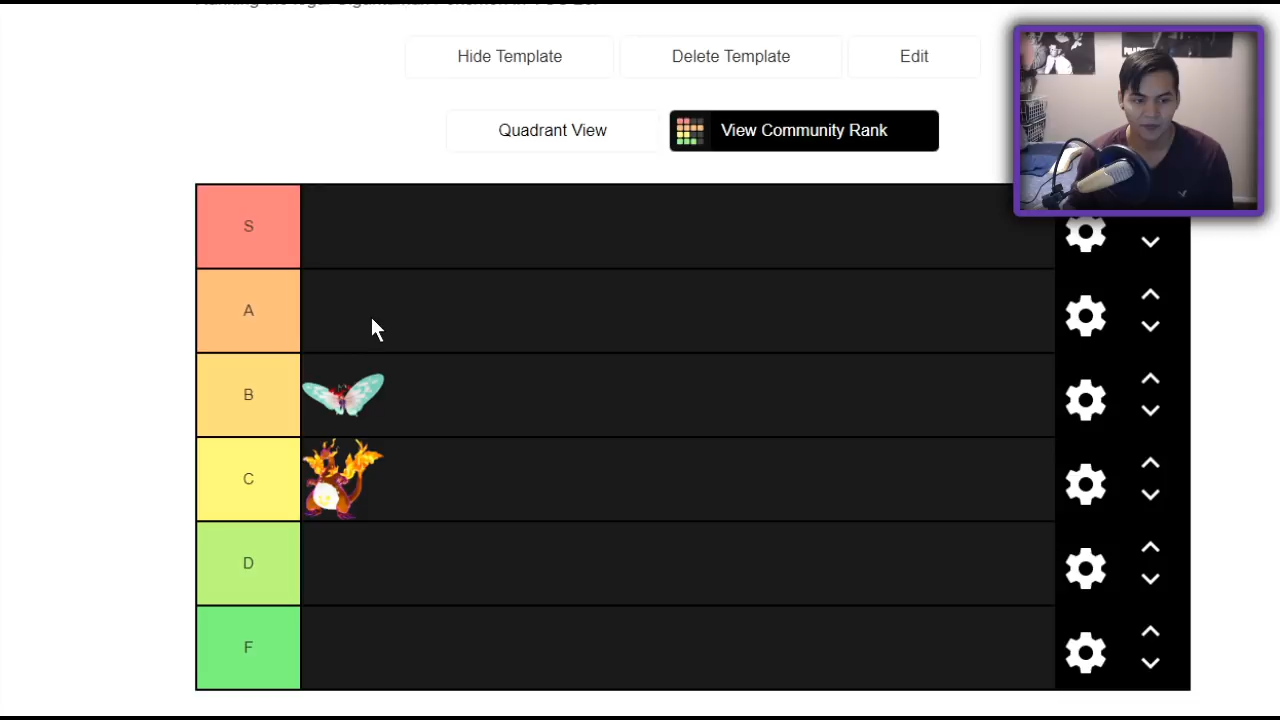 Hide Template
Delete Template
Edit
Quadrant View
View Community Rank
S
A
B
C
D
F